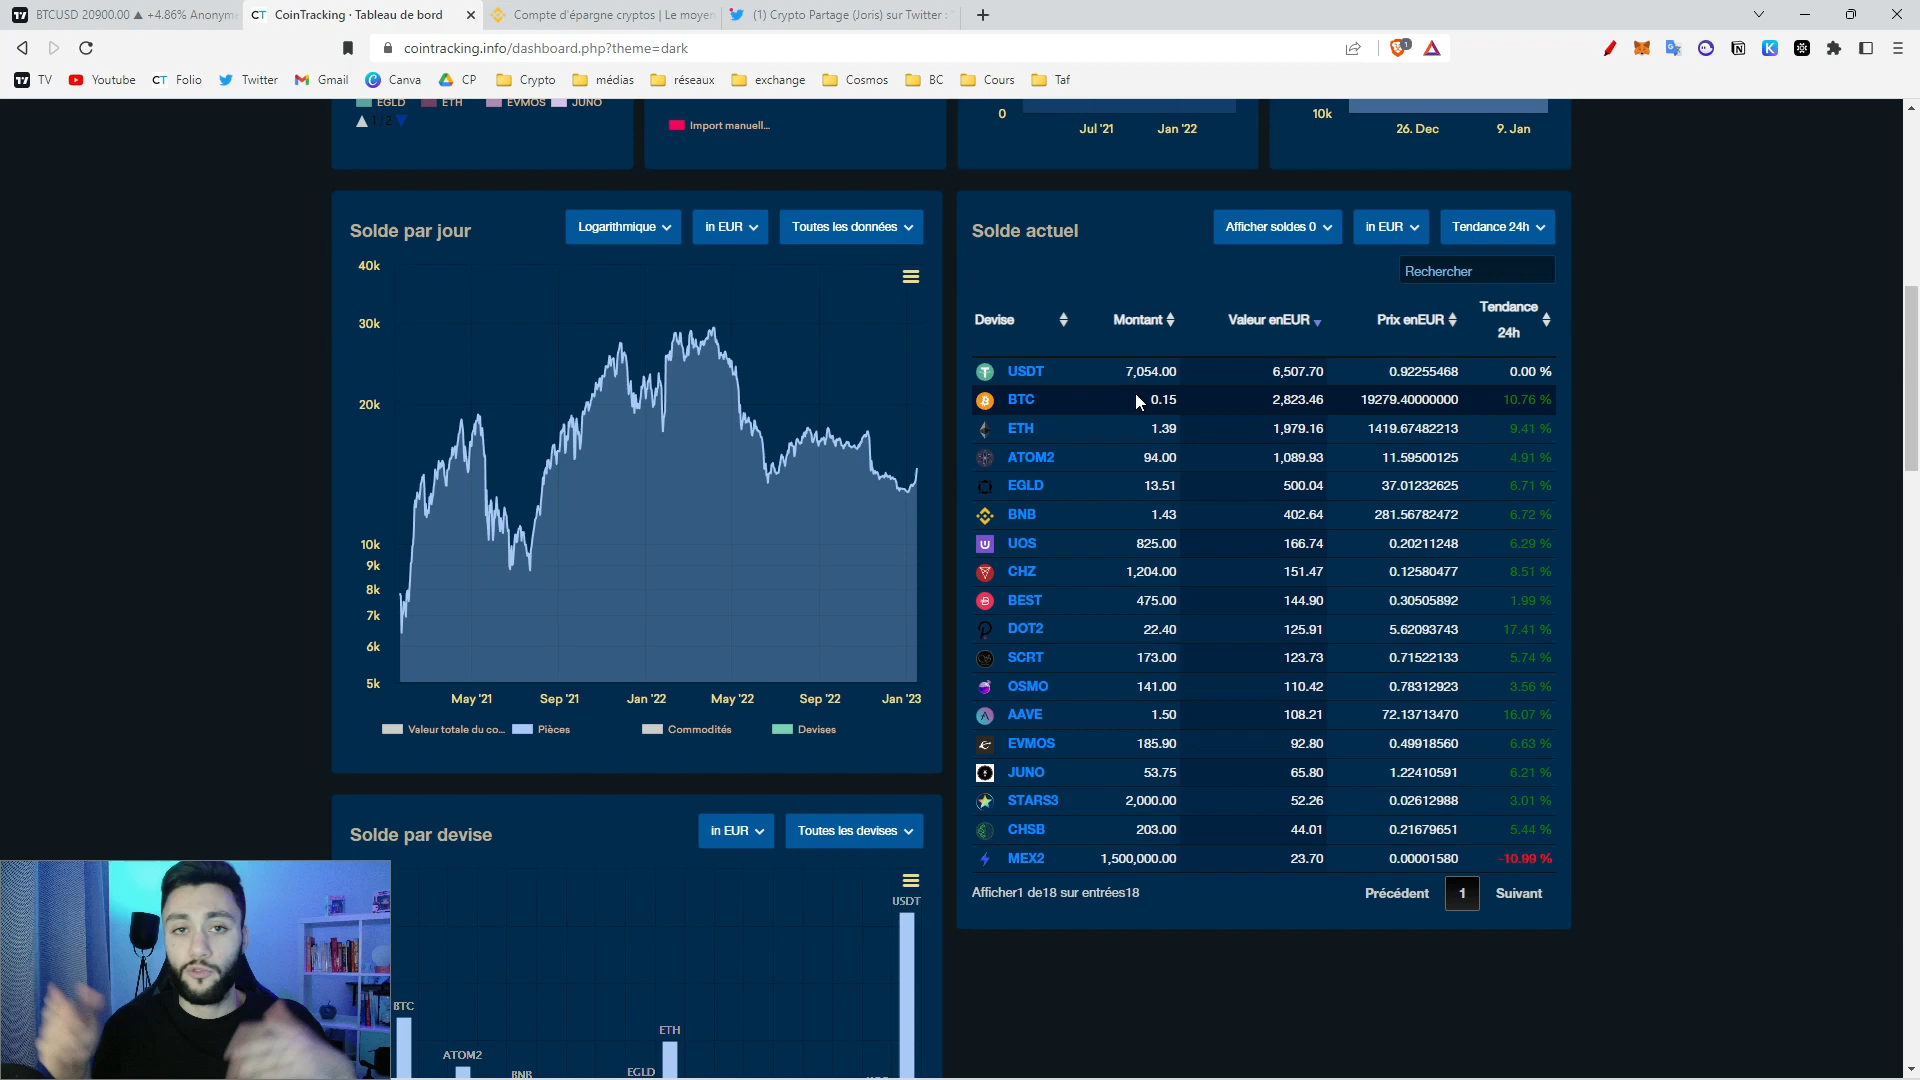 BTCUSD 20900.00 ▲ +4.86% Anonym
CT CoinTracking · Tableau de bord
Compte d'épargne cryptos | Le moyen
(1) Crypto Partage (Joris) sur Twitter :
cointracking.info/dashboard.php?theme=dark
TV
Youtube
CT Folio
Twitter
Gmail
Canva
CP
Crypto
médias
réseaux
exchange
Cosmos
BC
Cours
Taf
EGLD ETH EVMOS JUNO
1/2
Import manuell...
0
Jul '21 Jan '22
10k
26. Dec 9. Jan
Solde par jour
Logarithmique
in EUR
Toutes les données
40k
30k
20k
10k
9k
8k
7k
6k
5k
May '21 Sep '21 Jan '22 May '22 Sep '22 Jan '23
Valeur totale du co... Pièces Commodités Devises
Solde actuel
Afficher soldes 0
in EUR
Tendance 24h
Rechercher
Devise Montant Valeur enEUR Prix enEUR Tendance 24h
USDT 7,054.00 6,507.70 0.92255468 0.00 %
BTC 0.15 2,823.46 19279.40000000 10.76 %
ETH 1.39 1,979.16 1419.67482213 9.41 %
ATOM2 94.00 1,089.93 11.59500125 4.91 %
EGLD 13.51 500.04 37.01232625 6.71 %
BNB 1.43 402.64 281.56782472 6.72 %
UOS 825.00 166.74 0.20211248 6.29 %
CHZ 1,204.00 151.47 0.12580477 8.51 %
BEST 475.00 144.90 0.30505892 1.99 %
DOT2 22.40 125.91 5.62093743 17.41 %
SCRT 173.00 123.73 0.71522133 5.74 %
OSMO 141.00 110.42 0.78312923 3.56 %
AAVE 1.50 108.21 72.13713470 16.07 %
EVMOS 185.90 92.80 0.49918560 6.63 %
JUNO 53.75 65.80 1.22410591 6.21 %
STARS3 2,000.00 52.26 0.02612988 3.01 %
CHSB 203.00 44.01 0.21679651 5.44 %
MEX2 1,500,000.00 23.70 0.00001580 -10.99 %
Afficher1 de18 sur entrées18
Précédent 1 Suivant
Solde par devise
in EUR
Toutes les devises
USDT
BTC
ETH
ATOM2
EGLD
BNB